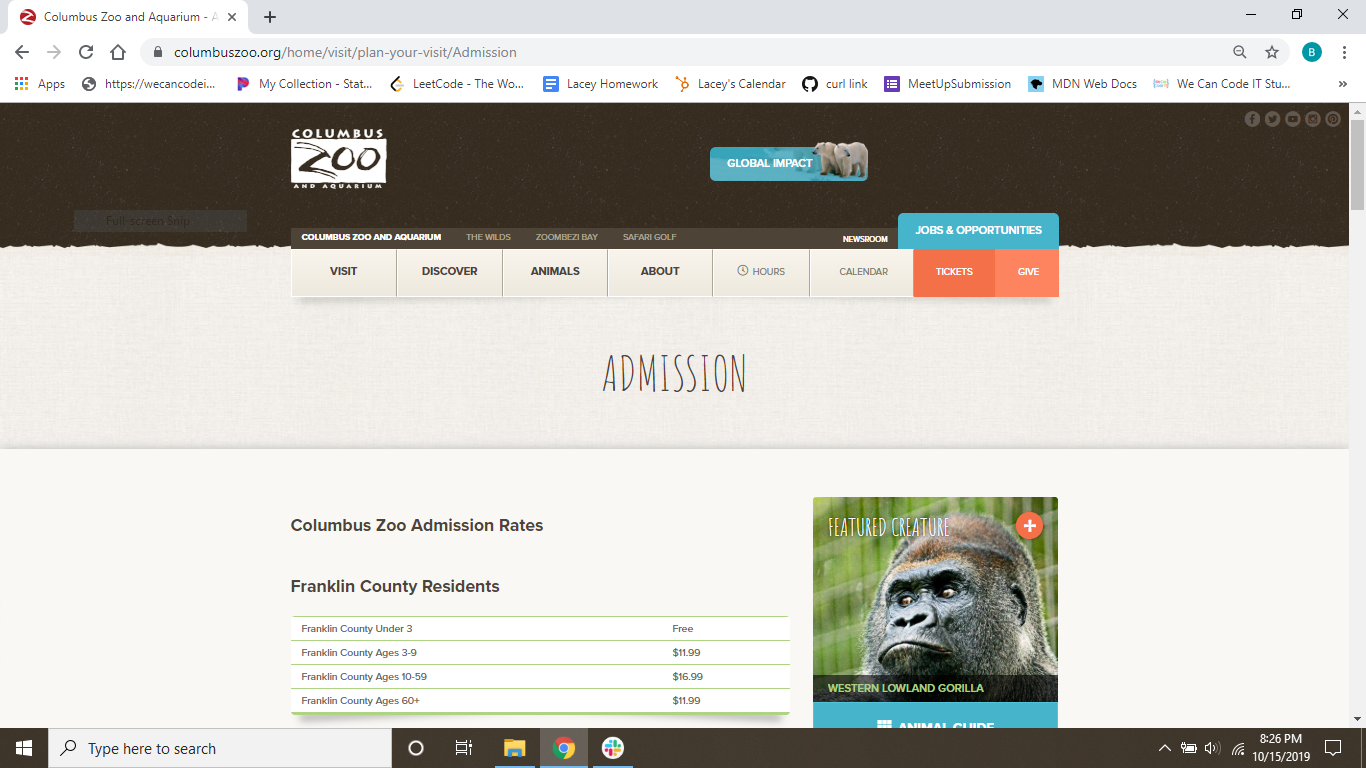 Columbus Zoo and Aquarium - A
columbuszoo.org/home/visit/plan-your-visit/Admission
B
Apps
https://wecancodei...
My Collection - Stat...
LeetCode - The Wo...
Lacey Homework
Lacey's Calendar
curl link
MeetUpSubmission
MDN Web Docs
We Can Code IT Stu...
»
COLUMBUS
ZOO
AND AQUARIUM
GLOBAL IMPACT
Full-screen Snip
COLUMBUS ZOO AND AQUARIUM
THE WILDS
ZOOMBEZI BAY
SAFARI GOLF
NEWSROOM
JOBS & OPPORTUNITIES
VISIT
DISCOVER
ANIMALS
ABOUT
HOURS
CALENDAR
TICKETS
GIVE
ADMISSION
Columbus Zoo Admission Rates
Franklin County Residents
Franklin County Under 3 Free
Franklin County Ages 3-9 $11.99
Franklin County Ages 10-59 $16.99
Franklin County Ages 60+ $11.99
FEATURED CREATURE
WESTERN LOWLAND GORILLA
ANIMAL GUIDE
Type here to search
8:26 PM
10/15/2019